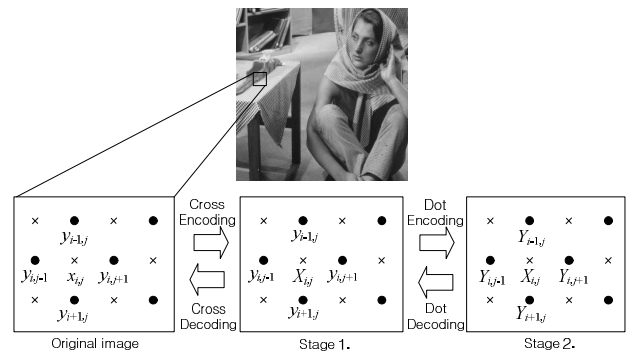 Cross
Encoding
Dot
Encoding
y_{i-1,j}
y_{i,j-1} x_{i,j} y_{i,j+1}
y_{i+1,j}
y_{i-1,j}
y_{i,j-1} X_{i,j} y_{i,j+1}
y_{i+1,j}
Y_{i-1,j}
Y_{i,j-1} X_{i,j} Y_{i,j+1}
Y_{i+1,j}
Cross
Decoding
Dot
Decoding
Original image
Stage 1.
Stage 2.